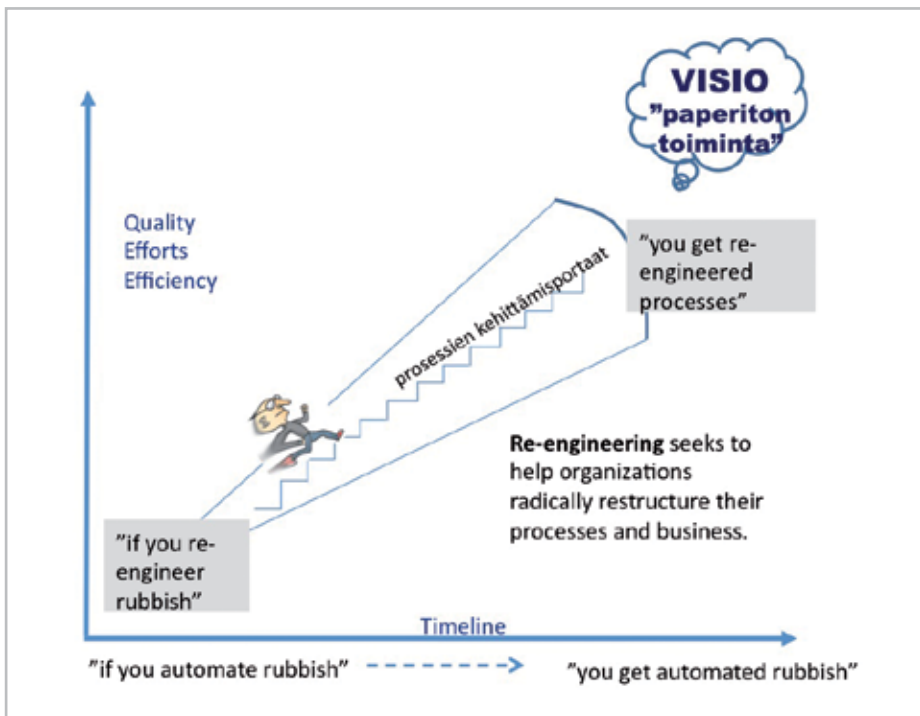 VISIO
"paperiton
toiminta"
Quality
Efforts
Efficiency
"you get re-
engineered
processes"
prosessien kehittämisportaat
Re-engineering seeks to
help organizations
radically restructure their
processes and business.
"if you re-
engineer
rubbish"
Timeline
"if you automate rubbish"
"you get automated rubbish"